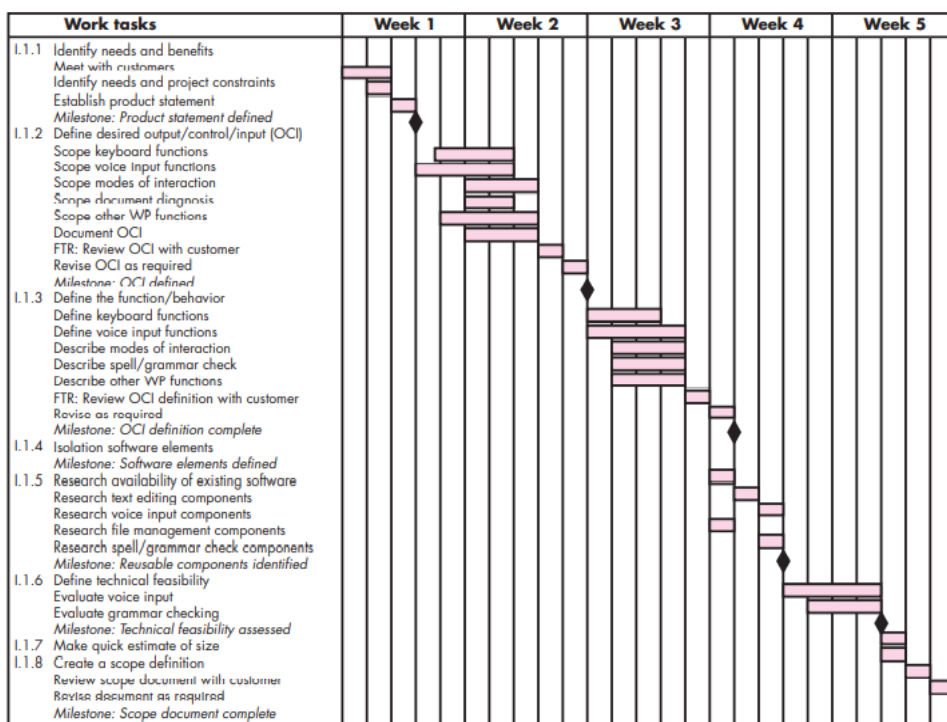 Work tasks Week 1 Week 2 Week 3 Week 4 Week 5
I.1.1 Identify needs and benefits
Meet with customers
Identify needs and project constraints
Establish product statement
Milestone: Product statement defined
I.1.2 Define desired output/control/input (OCI)
Scope keyboard functions
Scope voice input functions
Scope modes of interaction
Scope document diagnosis
Scope other WP functions
Document OCI
FTR: Review OCI with customer
Revise OCI as required
Milestone: OCI defined
I.1.3 Define the function/behavior
Define keyboard functions
Define voice input functions
Describe modes of interaction
Describe spell/grammar check
Describe other WP functions
FTR: Review OCI definition with customer
Revise as required
Milestone: OCI definition complete
I.1.4 Isolation software elements
Milestone: Software elements defined
I.1.5 Research availability of existing software
Research text editing components
Research voice input components
Research file management components
Research spell/grammar check components
Milestone: Reusable components identified
I.1.6 Define technical feasibility
Evaluate voice input
Evaluate grammar checking
Milestone: Technical feasibility assessed
I.1.7 Make quick estimate of size
I.1.8 Create a scope definition
Review scope document with customer
Revise document as required
Milestone: Scope document complete